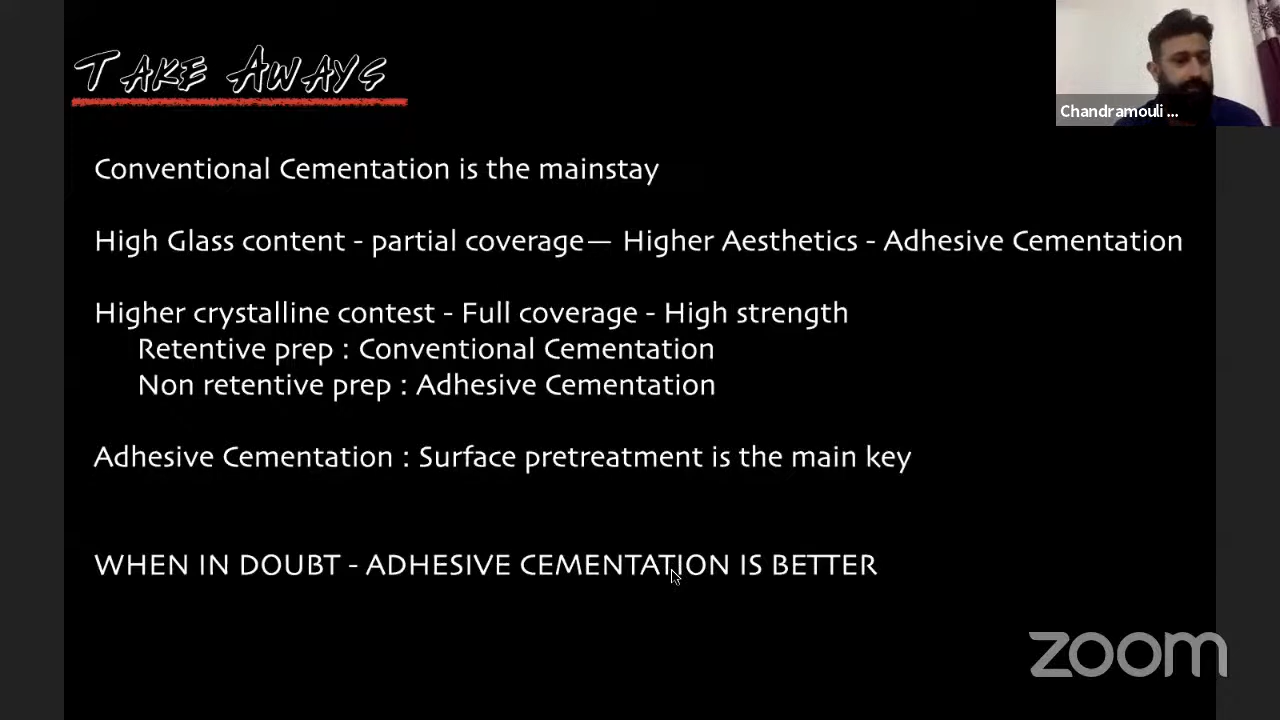 Take Aways
Chandramouli ...
Conventional Cementation is the mainstay
High Glass content - partial coverage— Higher Aesthetics - Adhesive Cementation
Higher crystalline contest - Full coverage - High strength
Retentive prep : Conventional Cementation
Non retentive prep : Adhesive Cementation
Adhesive Cementation : Surface pretreatment is the main key
WHEN IN DOUBT - ADHESIVE CEMENTATION IS BETTER
zoom